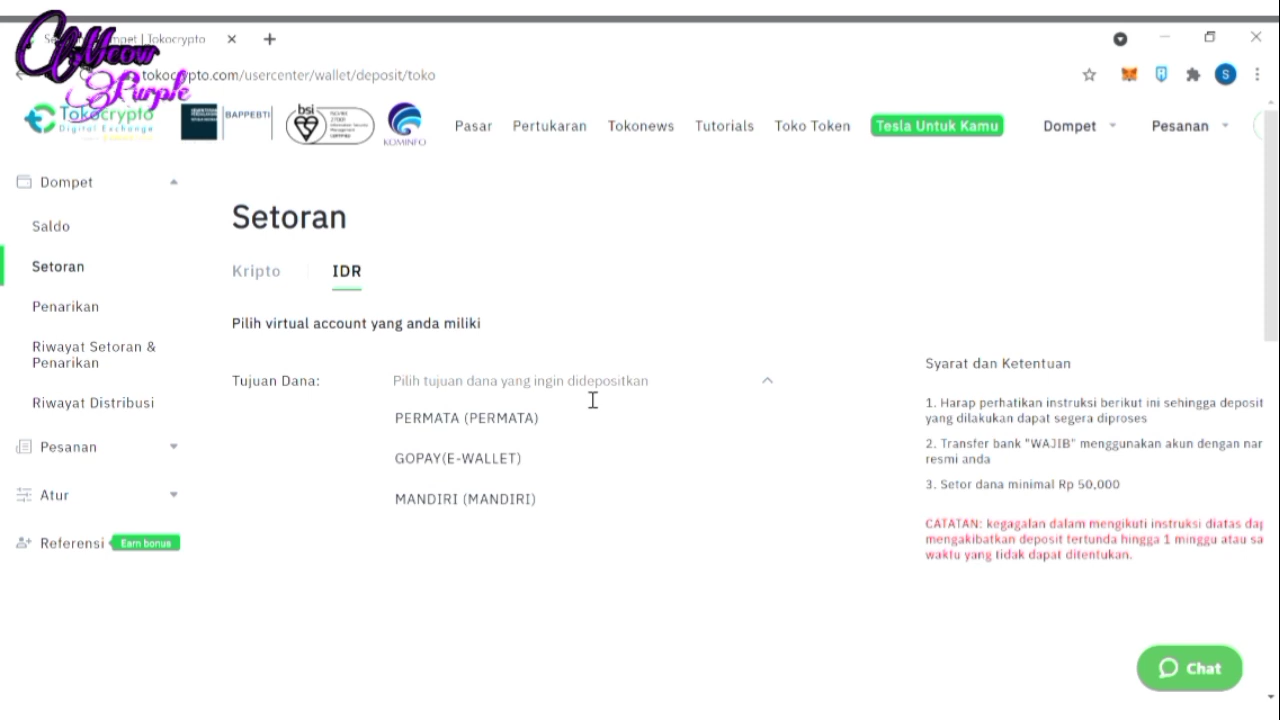 Meow
Purple
mpet | Tokocrypto
tokocrypto.com/usercenter/wallet/deposit/toko
S
Tokocrypto
Digital Exchange
BAPPEBTI
bsi
KOMINFO
Pasar
Pertukaran
Tokonews
Tutorials
Toko Token
Tesla Untuk Kamu
Dompet
Pesanan
Dompet
Saldo
Setoran
Penarikan
Riwayat Setoran &
Penarikan
Riwayat Distribusi
Pesanan
Atur
Referensi
Earn bonus
Setoran
Kripto
IDR
Pilih virtual account yang anda miliki
Tujuan Dana:
Pilih tujuan dana yang ingin didepositkan
PERMATA (PERMATA)
GOPAY(E-WALLET)
MANDIRI (MANDIRI)
Syarat dan Ketentuan
1. Harap perhatikan instruksi berikut ini sehingga deposit
yang dilakukan dapat segera diproses
2. Transfer bank "WAJIB" menggunakan akun dengan nar
resmi anda
3. Setor dana minimal Rp 50,000
CATATAN: kegagalan dalam mengikuti instruksi diatas dap
mengakibatkan deposit tertunda hingga 1 minggu atau sa
waktu yang tidak dapat ditentukan.
Chat